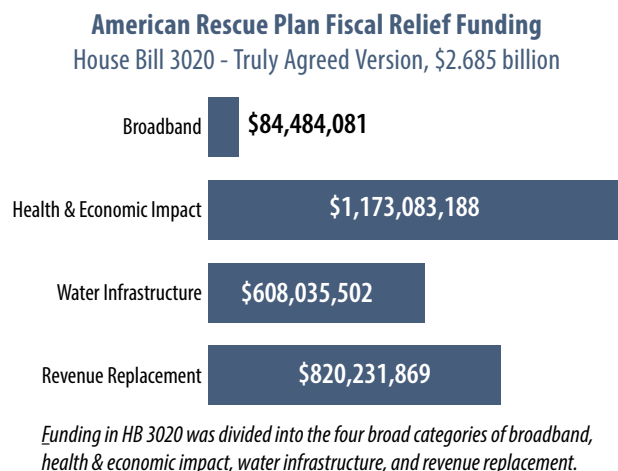 American Rescue Plan Fiscal Relief Funding
House Bill 3020 - Truly Agreed Version, $2.685 billion
Broadband $84,484,081
Health & Economic Impact $1,173,083,188
Water Infrastructure $608,035,502
Revenue Replacement $820,231,869
Funding in HB 3020 was divided into the four broad categories of broadband,
health & economic impact, water infrastructure, and revenue replacement.